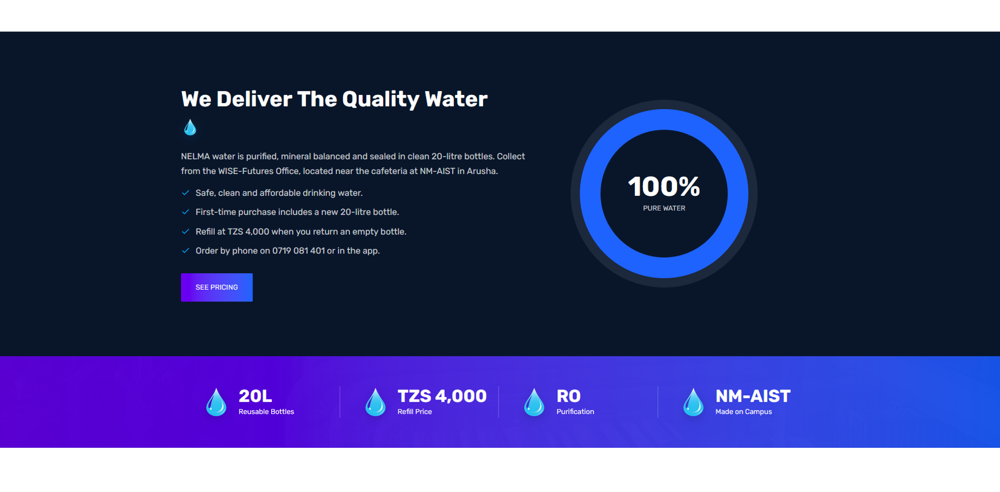 We Deliver The Quality Water
NELMA water is purified, mineral balanced and sealed in clean 20-litre bottles. Collect
from the WISE-Futures Office, located near the cafeteria at NM-AIST in Arusha.
Safe, clean and affordable drinking water.
First-time purchase includes a new 20-litre bottle.
Refill at TZS 4,000 when you return an empty bottle.
Order by phone on 0719 081 401 or in the app.
SEE PRICING
100%
PURE WATER
20L
Reusable Bottles
TZS 4,000
Refill Price
RO
Purification
NM-AIST
Made on Campus